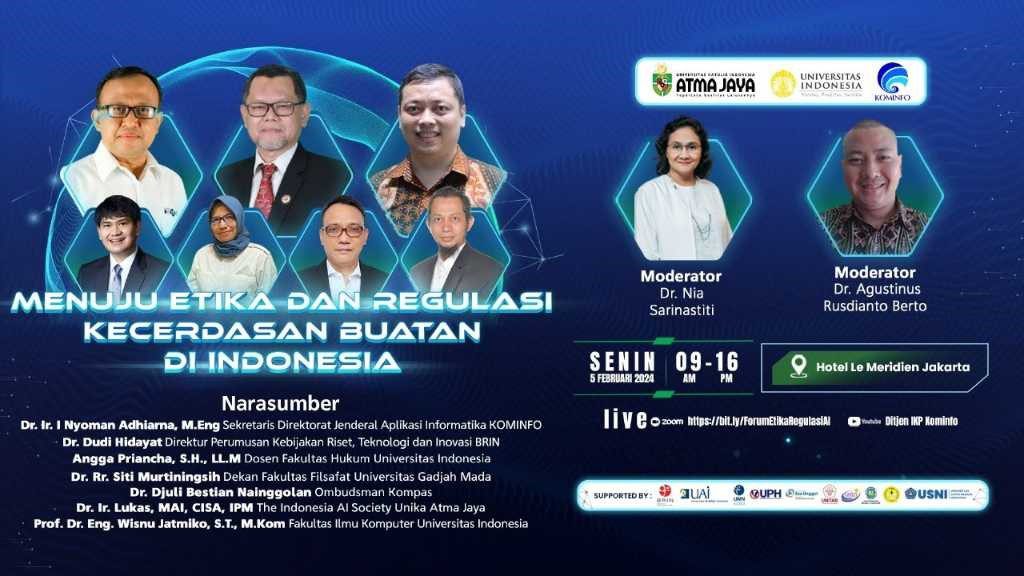 UNIVERSITAS KATOLIK INDONESIA
ATMA JAYA
UNIVERSITAS
INDONESIA
KOMINFO
Moderator
Dr. Nia
Sarinastiti
Moderator
Dr. Agustinus
Rusdianto Berto
MENUJU ETIKA DAN REGULASI
KECERDASAN BUATAN
DI INDONESIA
Narasumber
Dr. Ir. I Nyoman Adhiarna, M.Eng Sekretaris Direktorat Jenderal Aplikasi Informatika KOMINFO
Dr. Dudi Hidayat Direktur Perumusan Kebijakan Riset, Teknologi dan Inovasi BRIN
Angga Priancha, S.H., LL.M Dosen Fakultas Hukum Universitas Indonesia
Dr. Rr. Siti Murtiningsih Dekan Fakultas Filsafat Universitas Gadjah Mada
Dr. Djuli Bestian Nainggolan Ombudsman Kompas
Dr. Ir. Lukas, MAI, CISA, IPM The Indonesia AI Society Unika Atma Jaya
Prof. Dr. Eng. Wisnu Jatmiko, S.T., M.Kom Fakultas Ilmu Komputer Universitas Indonesia
SENIN
5 FEBRUARI 2024
09-16
AM PM
Hotel Le Meridien Jakarta
live zoom https://bit.ly/ForumEtikaRegulasiAI YouTube Ditjen IKP Kominfo
SUPPORTED BY : UAI UMN UPH USNI